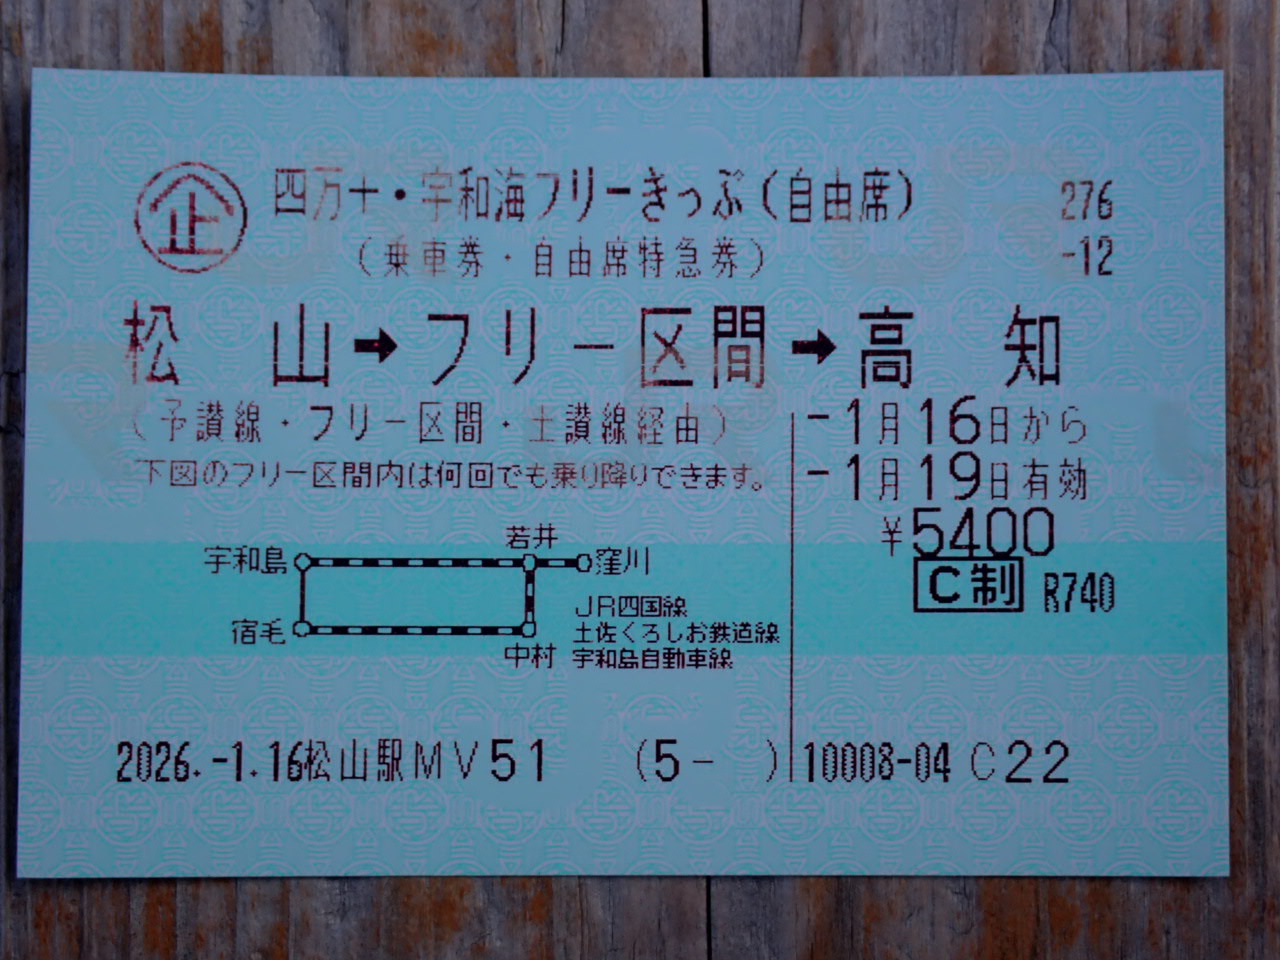 企 四万十・宇和海フリーきっぷ(自由席) 276
(乗車券・自由席特急券) -12
松山➡フリー区間➡高知
(予讃線・フリー区間・土讃線経由) -1月16日から
下図のフリー区間内は何回でも乗り降りできます。 -1月19日有効
¥5400
C制 R740
若井
宇和島 窪川
JR四国線
宿毛 土佐くろしお鉄道線
中村 宇和島自動車線
2026.-1.16松山駅MV51 (5- ) 10008-04 C22